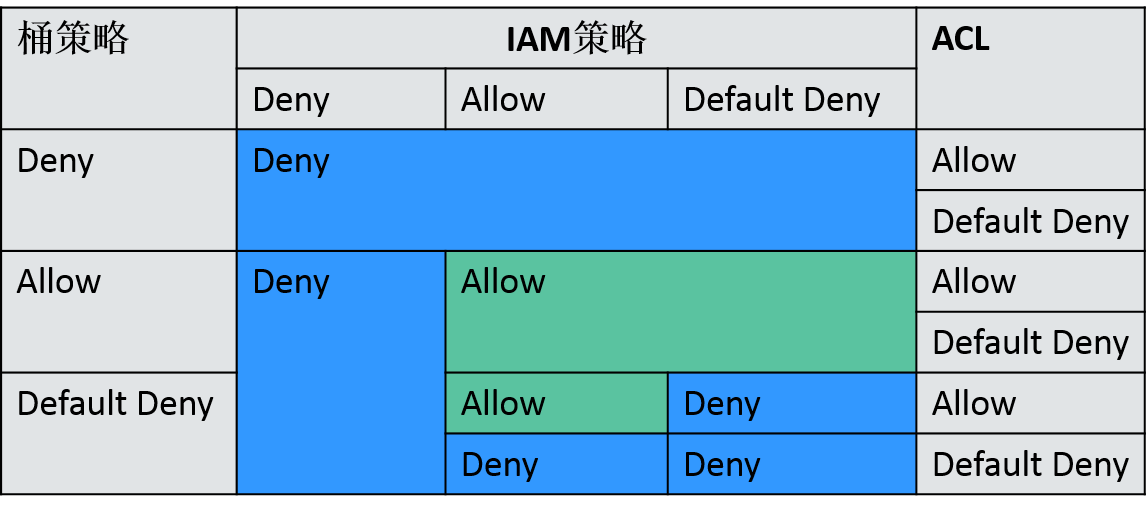 桶策略 IAM策略 ACL
Deny Allow Default Deny
Deny Deny Allow
Default Deny
Allow Deny Allow Allow
Default Deny
Default Deny Allow Deny Allow
Deny Deny Default Deny